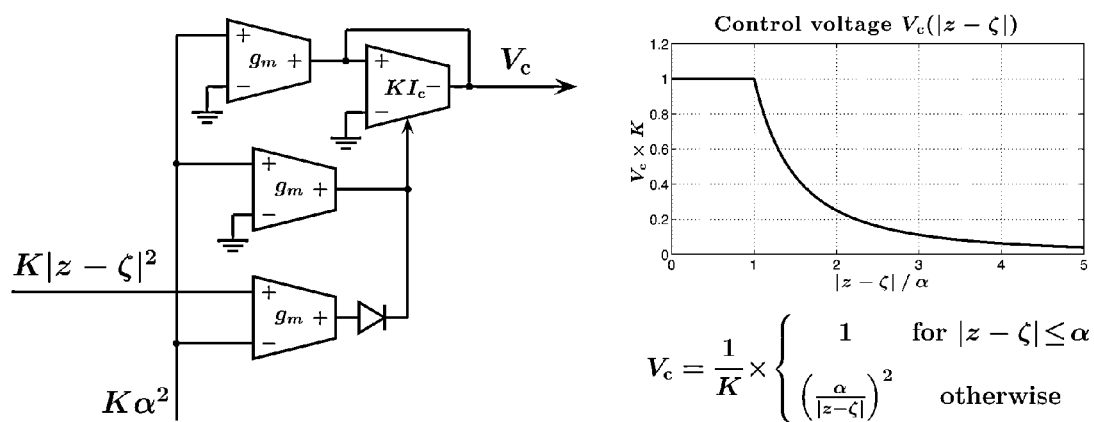 +
g_m +
−
+
KI_c −
−
V_c
+
g_m +
−
K|z − ζ|²
+
g_m +
−
Kα²
Control voltage V_c(|z − ζ|)
V_c × K
1.2
1
0.8
0.6
0.4
0.2
0
0 1 2 3 4 5
|z − ζ| / α
V_c = 1/K × { 1 for |z − ζ| ≤ α
(α/|z−ζ|)² otherwise